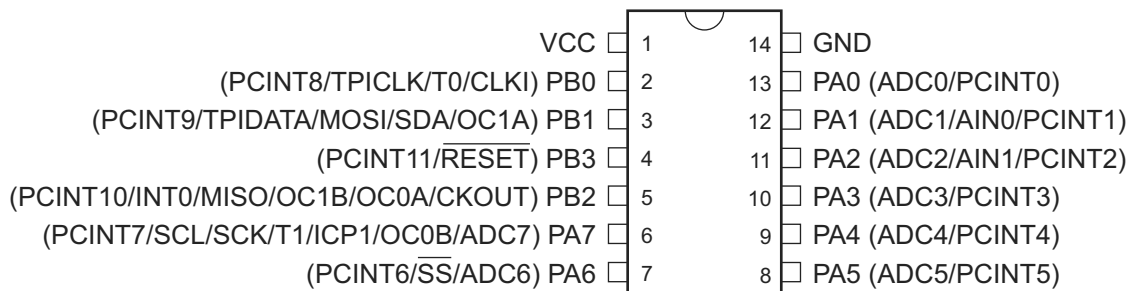 VCC 1 14 GND
(PCINT8/TPICLK/T0/CLKI) PB0 2 13 PA0 (ADC0/PCINT0)
(PCINT9/TPIDATA/MOSI/SDA/OC1A) PB1 3 12 PA1 (ADC1/AIN0/PCINT1)
(PCINT11/RESET) PB3 4 11 PA2 (ADC2/AIN1/PCINT2)
(PCINT10/INT0/MISO/OC1B/OC0A/CKOUT) PB2 5 10 PA3 (ADC3/PCINT3)
(PCINT7/SCL/SCK/T1/ICP1/OC0B/ADC7) PA7 6 9 PA4 (ADC4/PCINT4)
(PCINT6/SS/ADC6) PA6 7 8 PA5 (ADC5/PCINT5)